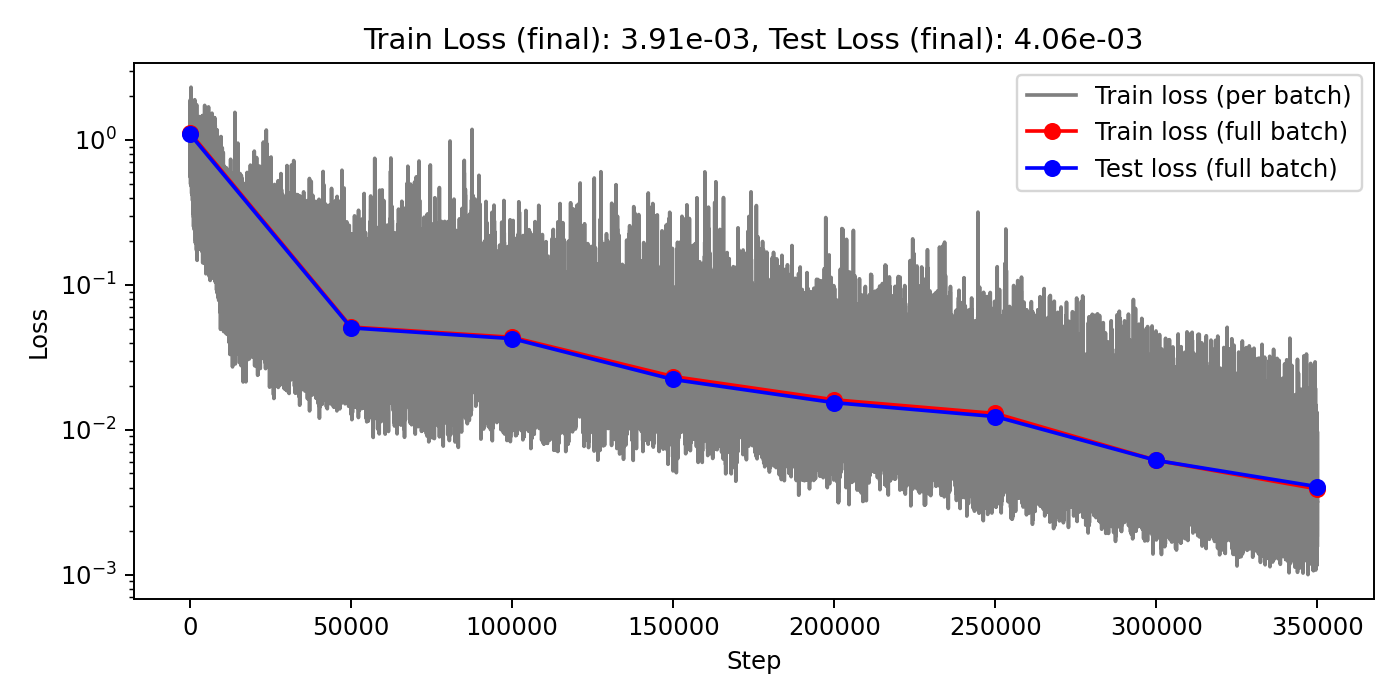 Train Loss (final): 3.91e-03, Test Loss (final): 4.06e-03
Train loss (per batch)
Train loss (full batch)
Test loss (full batch)
Loss
10⁰
10⁻¹
10⁻²
10⁻³
0 50000 100000 150000 200000 250000 300000 350000
Step